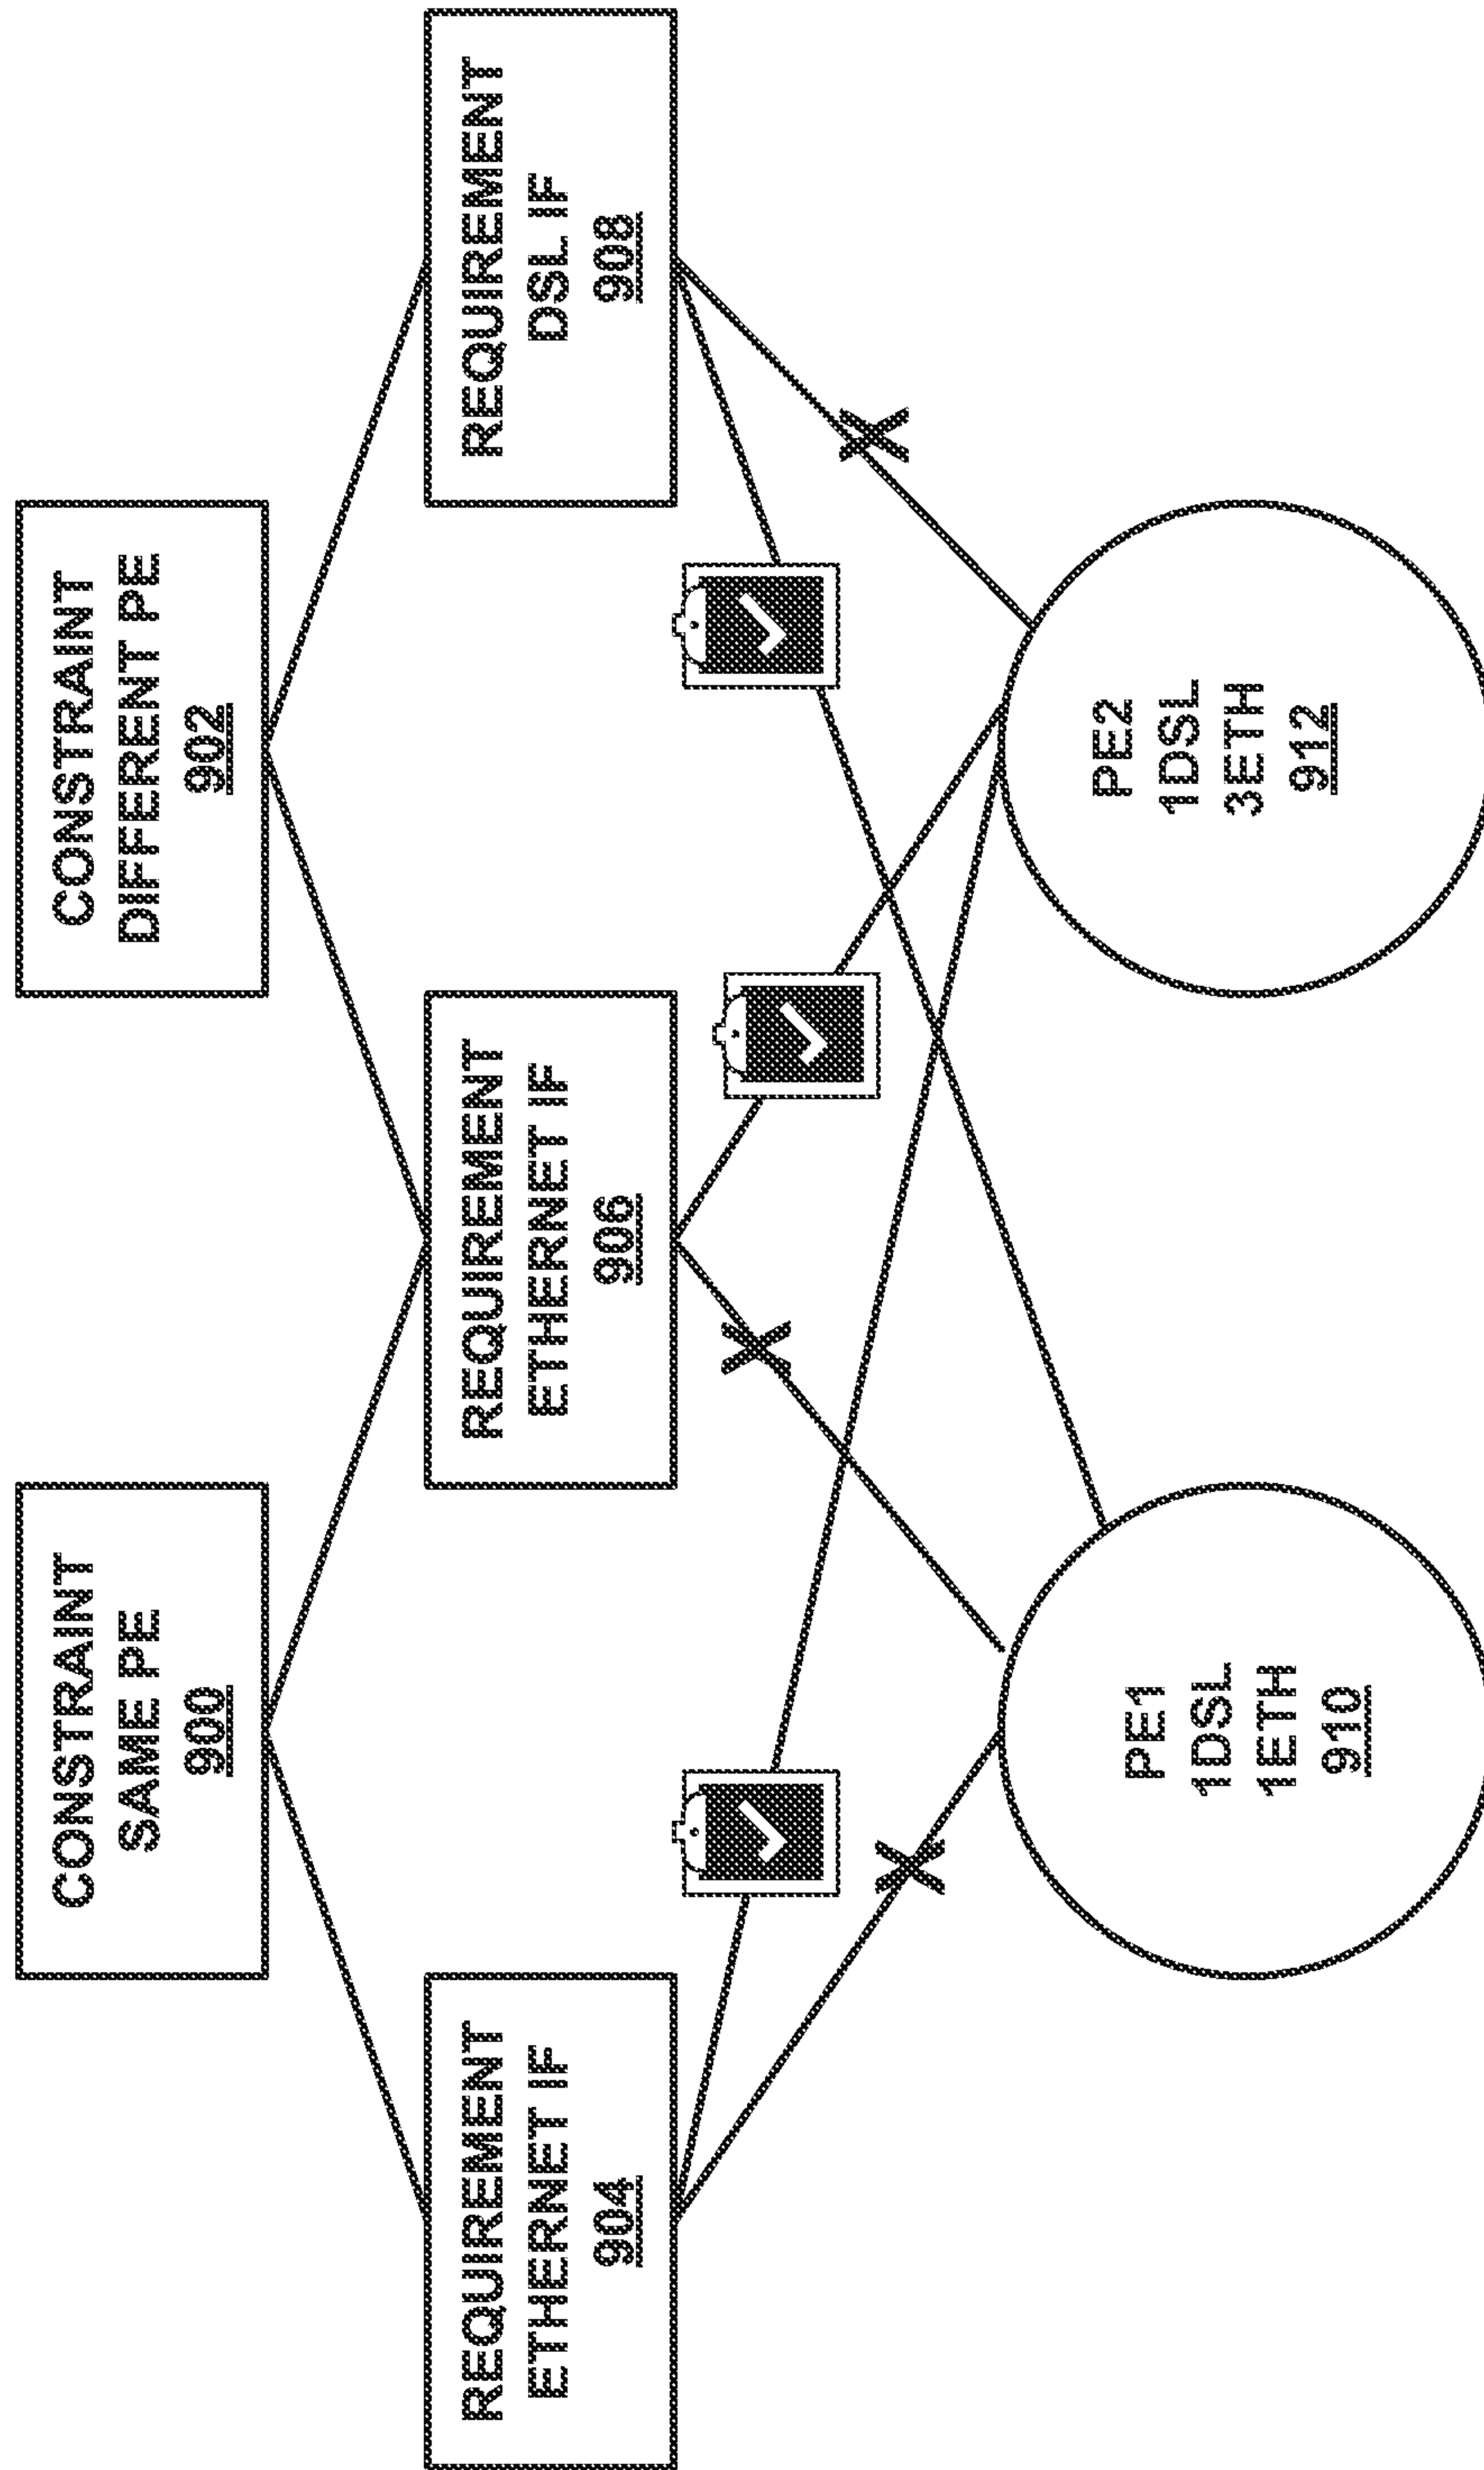 CONSTRAINT
SAME PE
900
CONSTRAINT
DIFFERENT PE
902
REQUIREMENT
ETHERNET IF
904
REQUIREMENT
ETHERNET IF
906
REQUIREMENT
DSL IF
908
X
X
X
PE1
1DSL
1ETH
910
PE2
1DSL
3ETH
912